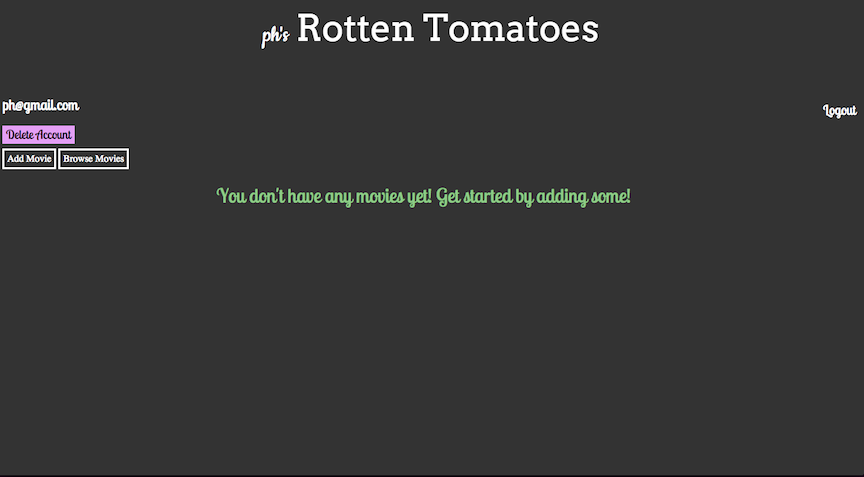 ph's Rotten Tomatoes
ph@gmail.com
Logout
Delete Account
Add Movie Browse Movies
You don't have any movies yet! Get started by adding some!